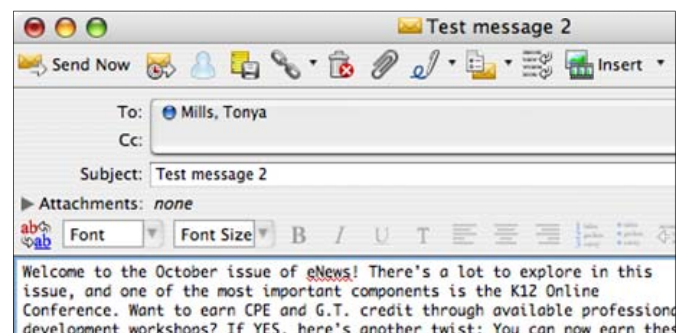 Test message 2
Send Now Insert
To: Mills, Tonya
Cc:
Subject: Test message 2
Attachments: none
Font Font Size B I U T
Welcome to the October issue of eNews! There's a lot to explore in this
issue, and one of the most important components is the K12 Online
Conference. Want to earn CPE and G.T. credit through available
development workshops? If YES, here's another twist: You can now earn